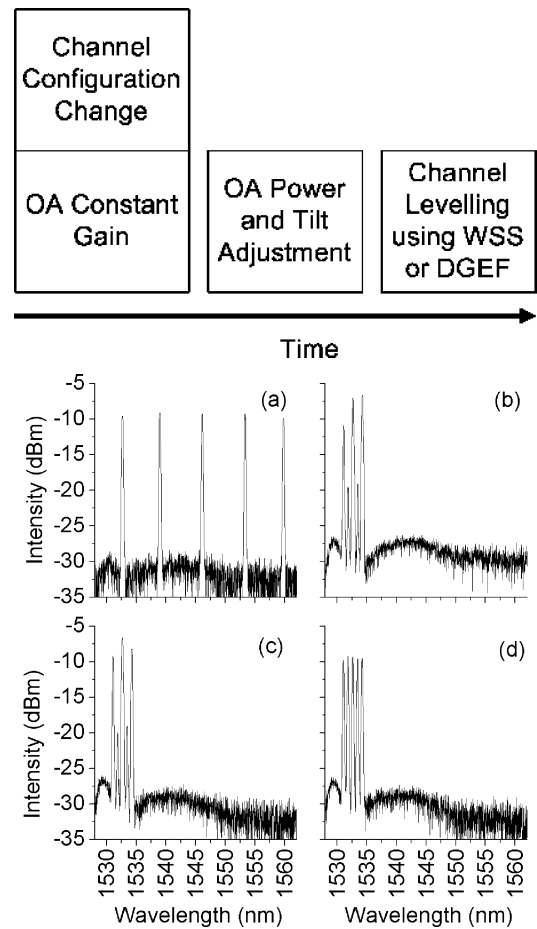 Channel
Configuration
Change
OA Constant
Gain
OA Power
and Tilt
Adjustment
Channel
Levelling
using WSS
or DGEF
Time
(a)
(b)
-5
-10
-15
-20
-25
-30
-35
Intensity (dBm)
(c)
(d)
-5
-10
-15
-20
-25
-30
-35
Intensity (dBm)
1530
1535
1540
1545
1550
1555
1560
1530
1535
1540
1545
1550
1555
1560
Wavelength (nm)
Wavelength (nm)